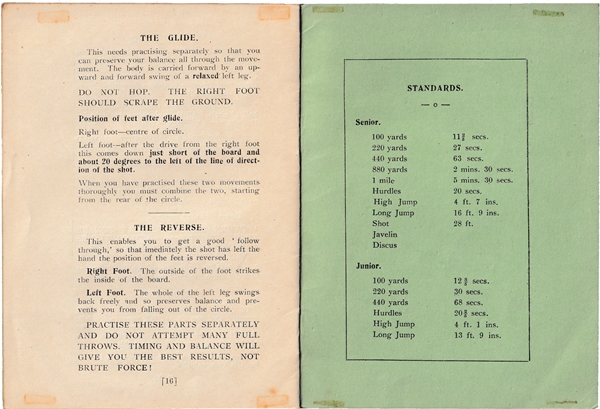 THE GLIDE.
This needs practising separately so that you
can preserve your balance all through the move-
ment. The body is carried forward by an up-
ward and forward swing of a relaxed left leg.
DO NOT HOP. THE RIGHT FOOT
SHOULD SCRAPE THE GROUND.
Position of feet after glide.
Right foot—centre of circle.
Left foot—after the drive from the right foot
this comes down just short of the board and
about 20 degrees to the left of the line of direct-
ion of the shot.
When you have practised these two movements
thoroughly you must combine the two, starting
from the rear of the circle.
THE REVERSE.
This enables you to get a good ' follow
through,' so that imediately the shot has left the
hand the position of the feet is reversed.
Right Foot. The outside of the foot strikes
the inside of the board.
Left Foot. The whole of the left leg swings
back freely and so preserves balance and pre-
vents you from falling out of the circle.
PRACTISE THESE PARTS SEPARATELY
AND DO NOT ATTEMPT MANY FULL
THROWS. TIMING AND BALANCE WILL
GIVE YOU THE BEST RESULTS, NOT
BRUTE FORCE!
[16]
STANDARDS.
— o —
Senior.
100 yards secs.
220 yards 27 secs.
440 yards 63 secs.
880 yards 2 mins. 30 secs.
1 mile 5 mins. 30 secs.
Hurdles 20 secs.
High Jump 4 ft. 7 ins.
Long Jump 16 ft. 9 ins.
Shot 28 ft.
Javelin
Discus
Junior.
100 yards secs.
220 yards 30 secs.
440 yards 68 secs.
Hurdles secs.
High Jump 4 ft. 1 ins.
Long Jump 13 ft. 9 ins.